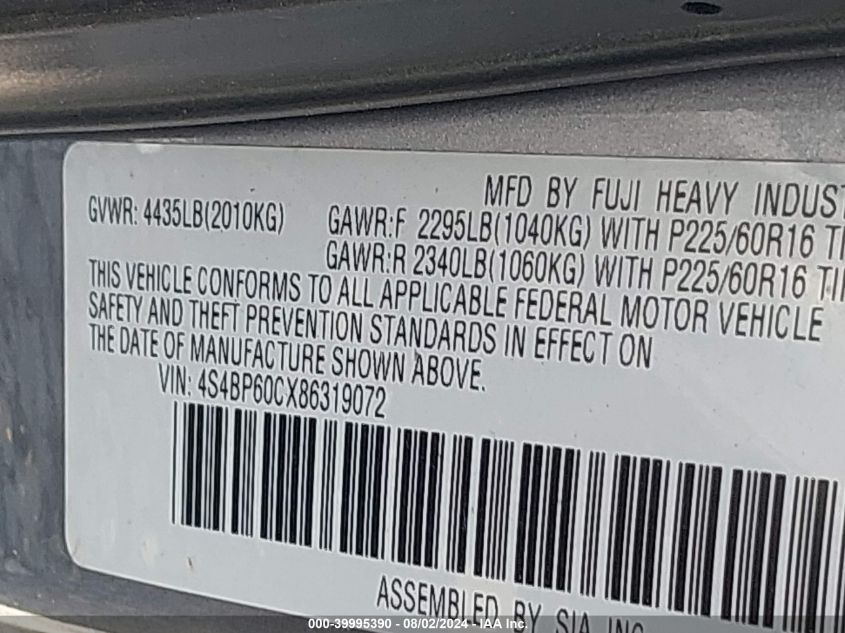 MFD BY FUJI HEAVY
GVWR: 4435LB(2010KG) GAWR:F 2295LB(1040KG) WITH P225/60R16
GAWR:R 2340LB(1060KG) WITH P225/60R16
THIS VEHICLE CONFORMS TO ALL APPLICABLE FEDERAL MOTOR VEHICLE
SAFETY AND THEFT PREVENTION STANDARDS IN EFFECT ON
THE DATE OF MANUFACTURE SHOWN ABOVE.
VIN: 4S4BP60CX86319072
ASSEMBLED BY SIA INC.
000-39995390 - 08/02/2024 - IAA, Inc.